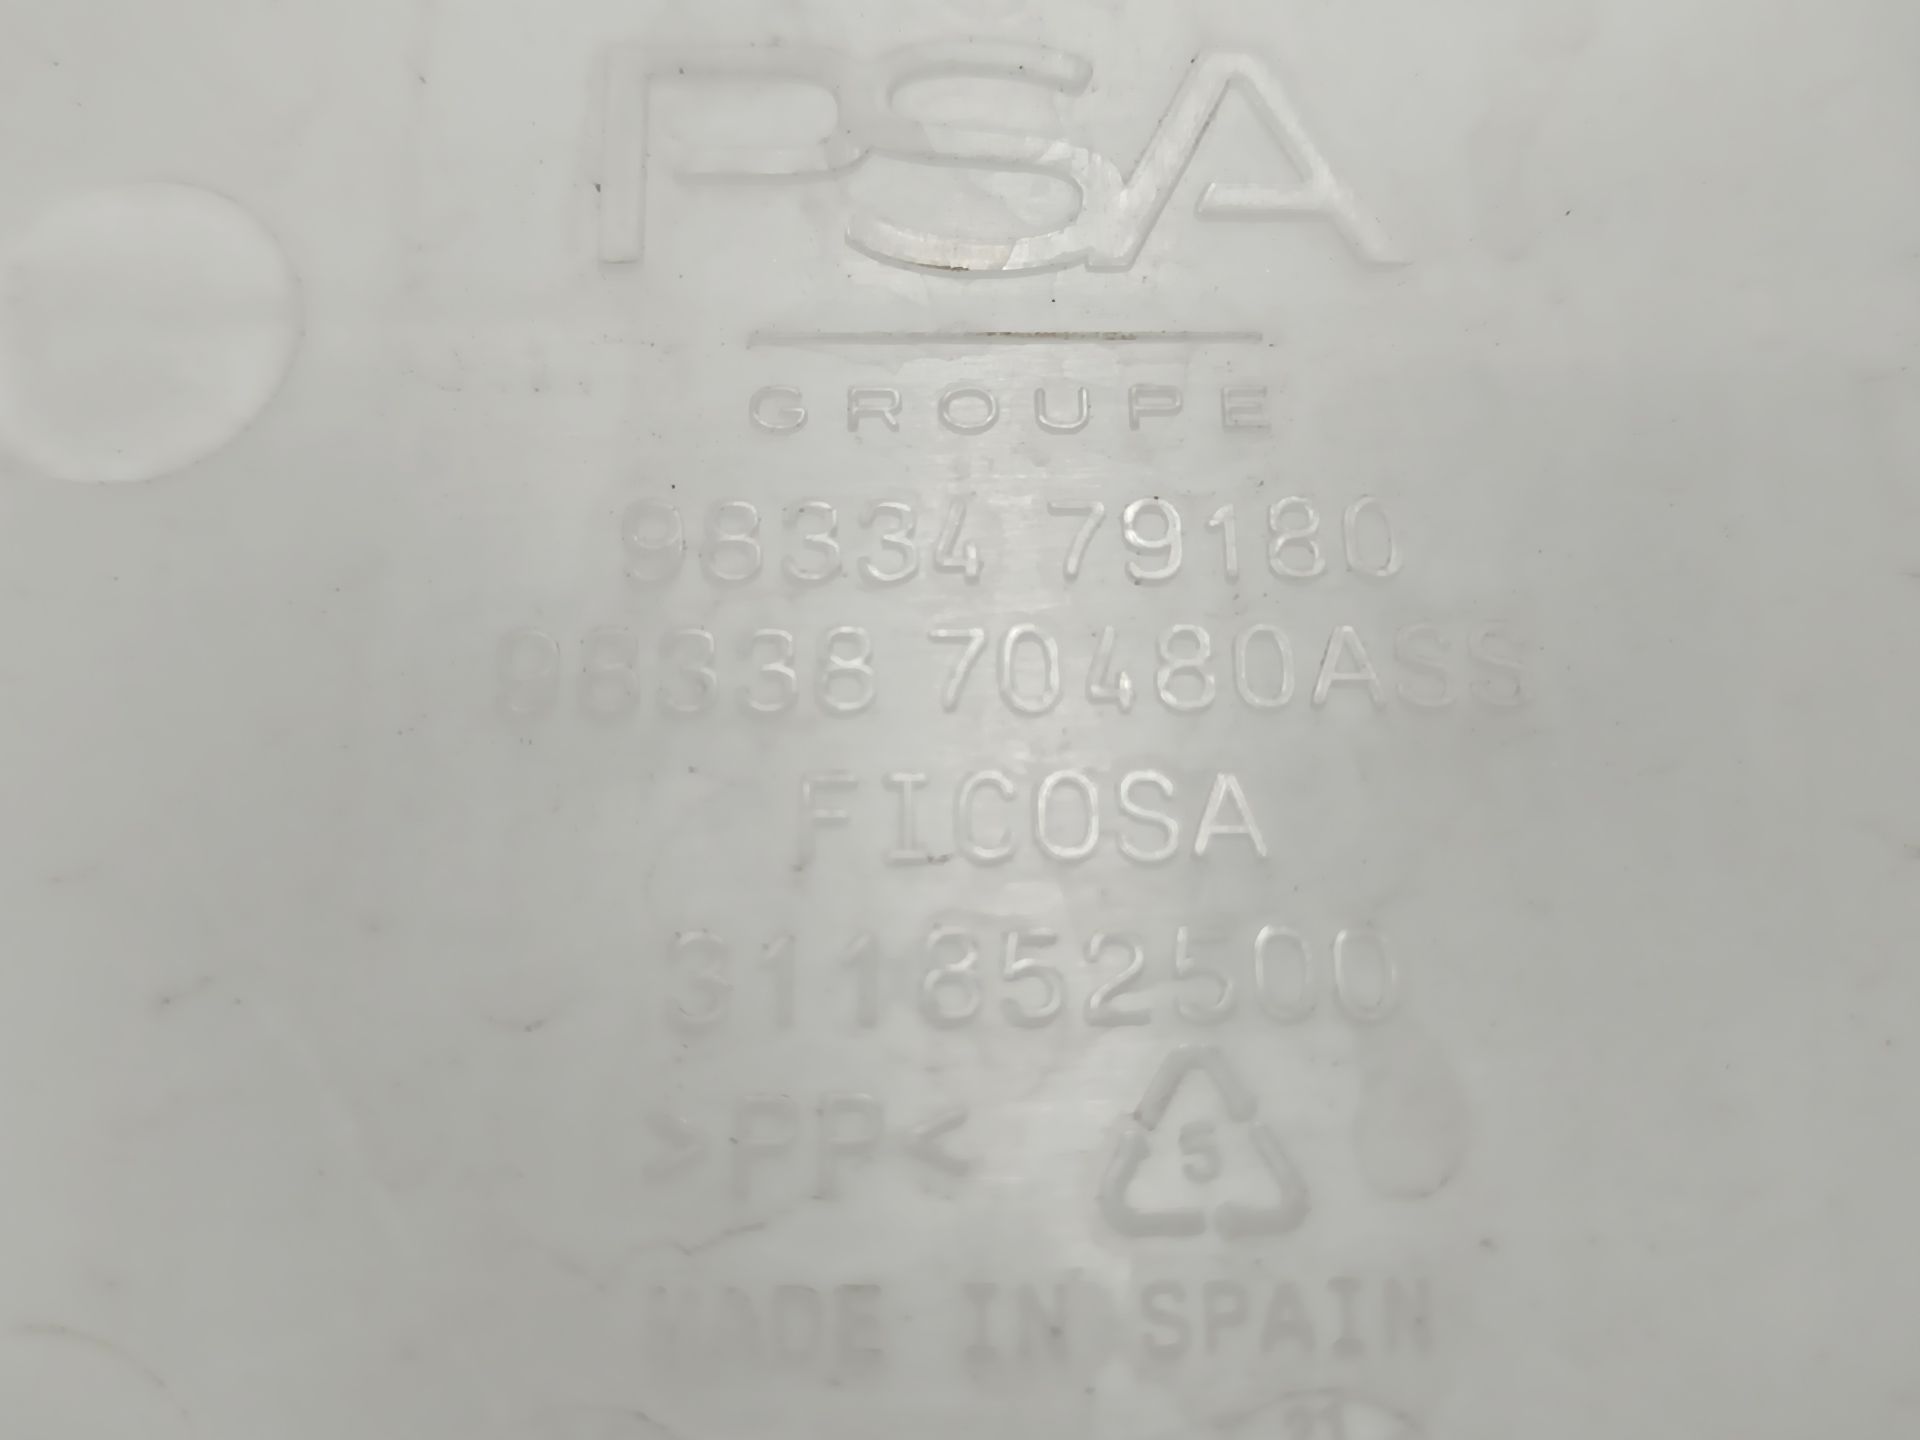 PSA
GROUPE
98334 79180
98338 70480ASS
FICOSA
311852500
>PP<
5
MADE IN SPAIN